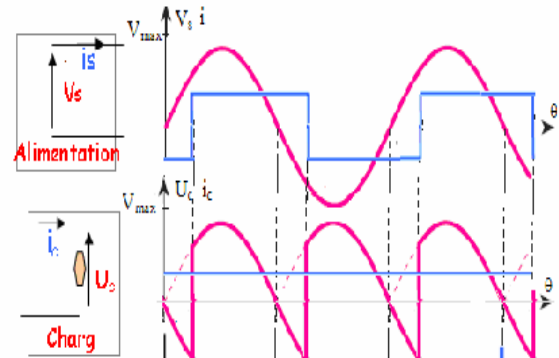 Vmax Vs i
is
Vs
θ
Alimentation
Vmax Uc ic
ic
Uc
θ
Charg